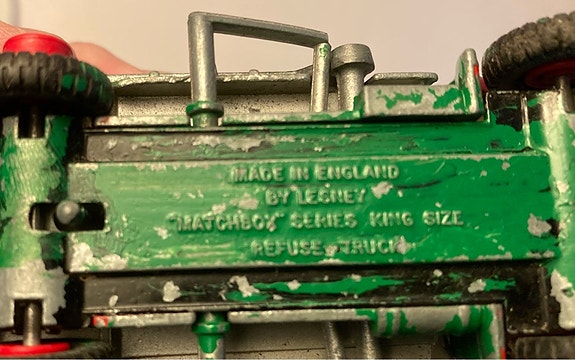 MADE IN ENGLAND
BY LESNEY
"MATCHBOX" SERIES KING SIZE
REFUSE TRUCK